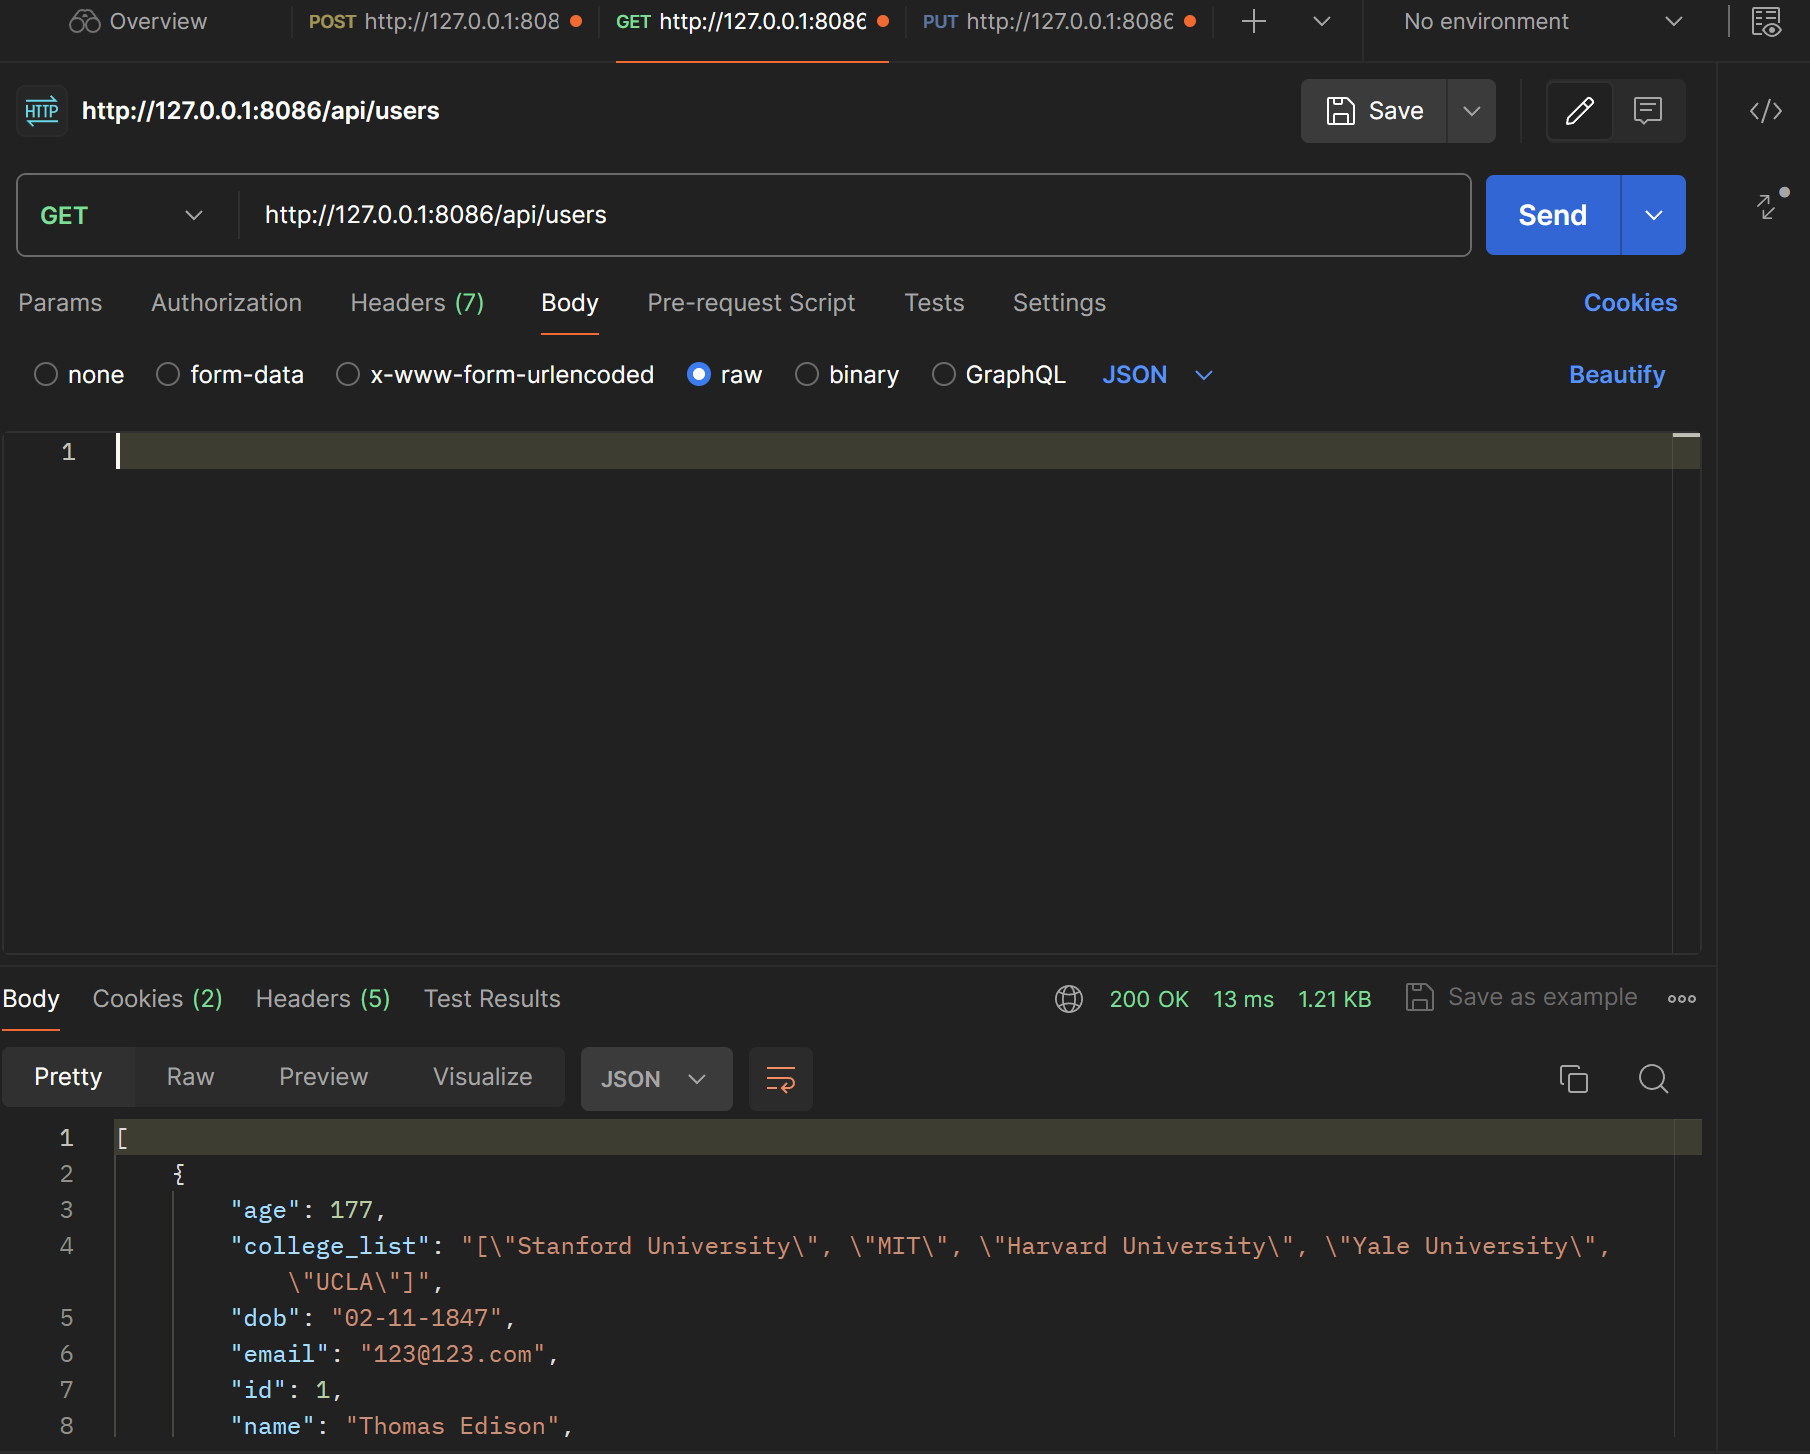 Overview POST http://127.0.0.1:808 GET http://127.0.0.1:8086 PUT http://127.0.0.1:8086 No environment
HTTP http://127.0.0.1:8086/api/users Save
GET http://127.0.0.1:8086/api/users Send
Params Authorization Headers (7) Body Pre-request Script Tests Settings Cookies
none form-data x-www-form-urlencoded raw binary GraphQL JSON Beautify
1
Body Cookies (2) Headers (5) Test Results 200 OK 13 ms 1.21 KB Save as example
Pretty Raw Preview Visualize JSON
1 [
2 {
3 "age": 177,
4 "college_list": "[\"Stanford University\", \"MIT\", \"Harvard University\", \"Yale University\",
\"UCLA\"]",
5 "dob": "02-11-1847",
6 "email": "123@123.com",
7 "id": 1,
8 "name": "Thomas Edison",